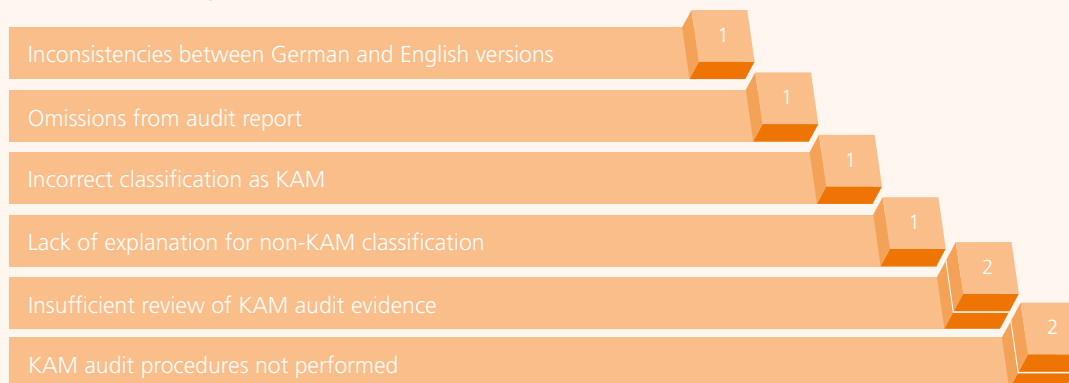 Inconsistencies between German and English versions 1
Omissions from audit report 1
Incorrect classification as KAM 1
Lack of explanation for non-KAM classification 1
Insufficient review of KAM audit evidence 2
KAM audit procedures not performed 2